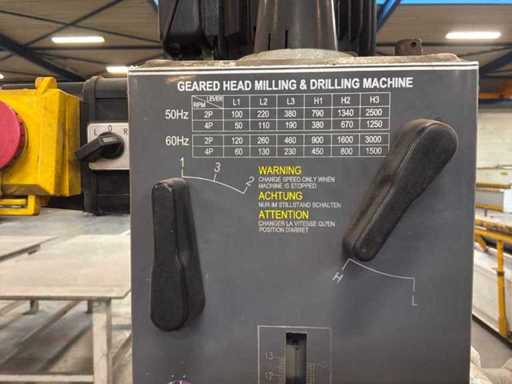 GEARED HEAD MILLING & DRILLING MACHINE
LEVER RPM L1 L2 L3 H1 H2 H3
50Hz 2P 100 220 380 790 1340 2500
4P 50 110 190 380 670 1250
60Hz 2P 120 260 460 900 1600 3000
4P 60 130 230 450 800 1500
1 3 2
WARNING
CHANGE SPEED ONLY WHEN
MACHINE IS STOPPED
ACHTUNG
NUR IM STILLSTAND SCHALTEN
ATTENTION
CHANGER LA VITESSE QU'EN
POSITION D'ARRET
H L
L O R
13
12